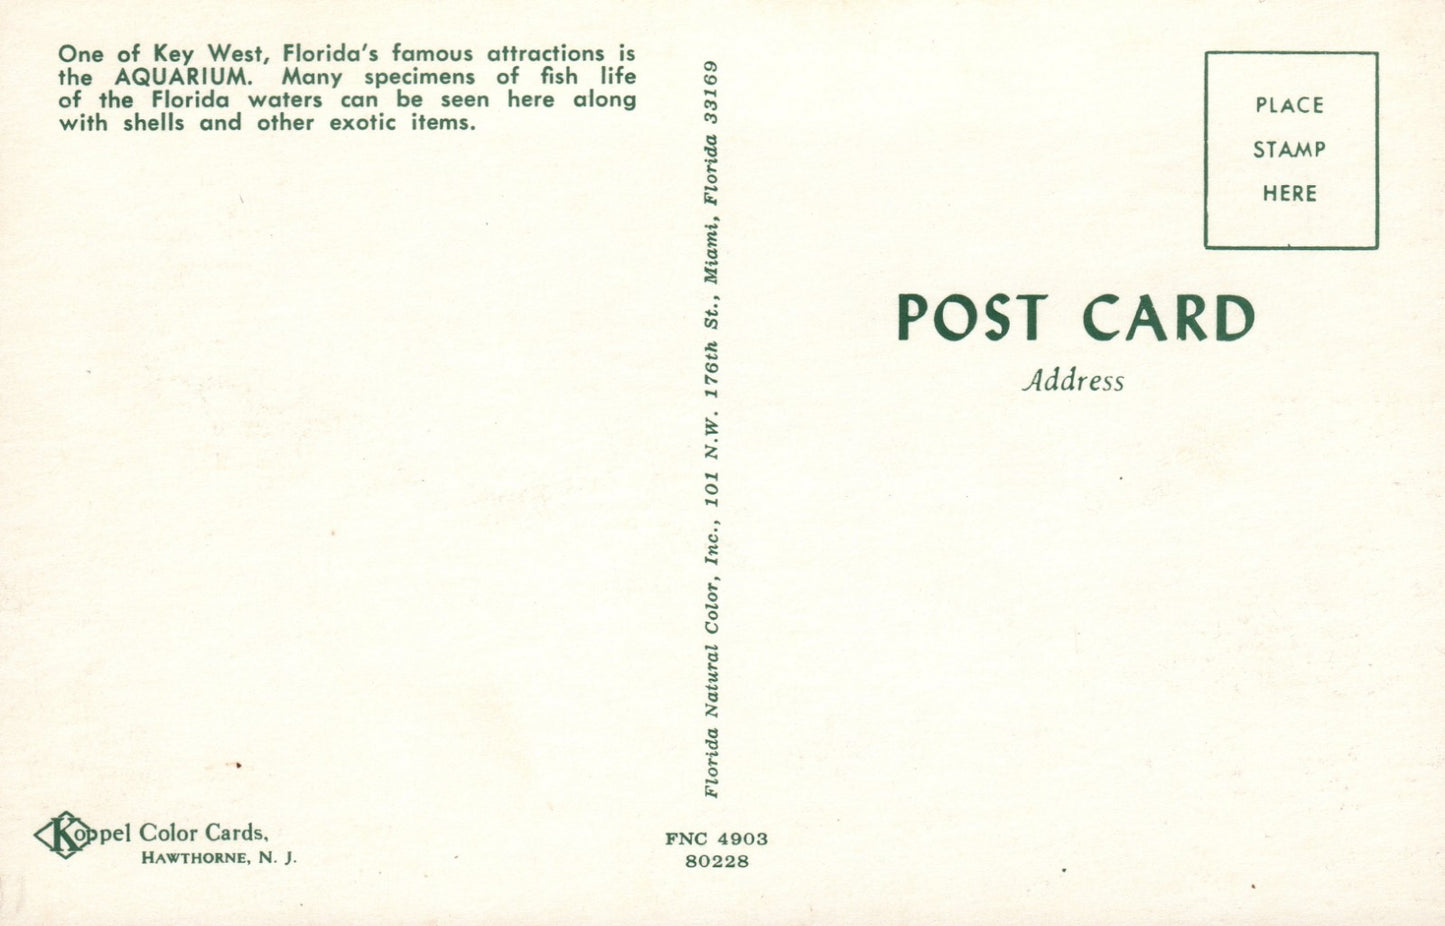 One of Key West, Florida's famous attractions is
the AQUARIUM. Many specimens of fish life
of the Florida waters can be seen here along
with shells and other exotic items.
Florida Natural Color, Inc., 101 N.W. 176th St., Miami, Florida 33169
PLACE
STAMP
HERE
POST CARD
Address
Koppel Color Cards,
HAWTHORNE, N. J.
FNC 4903
80228